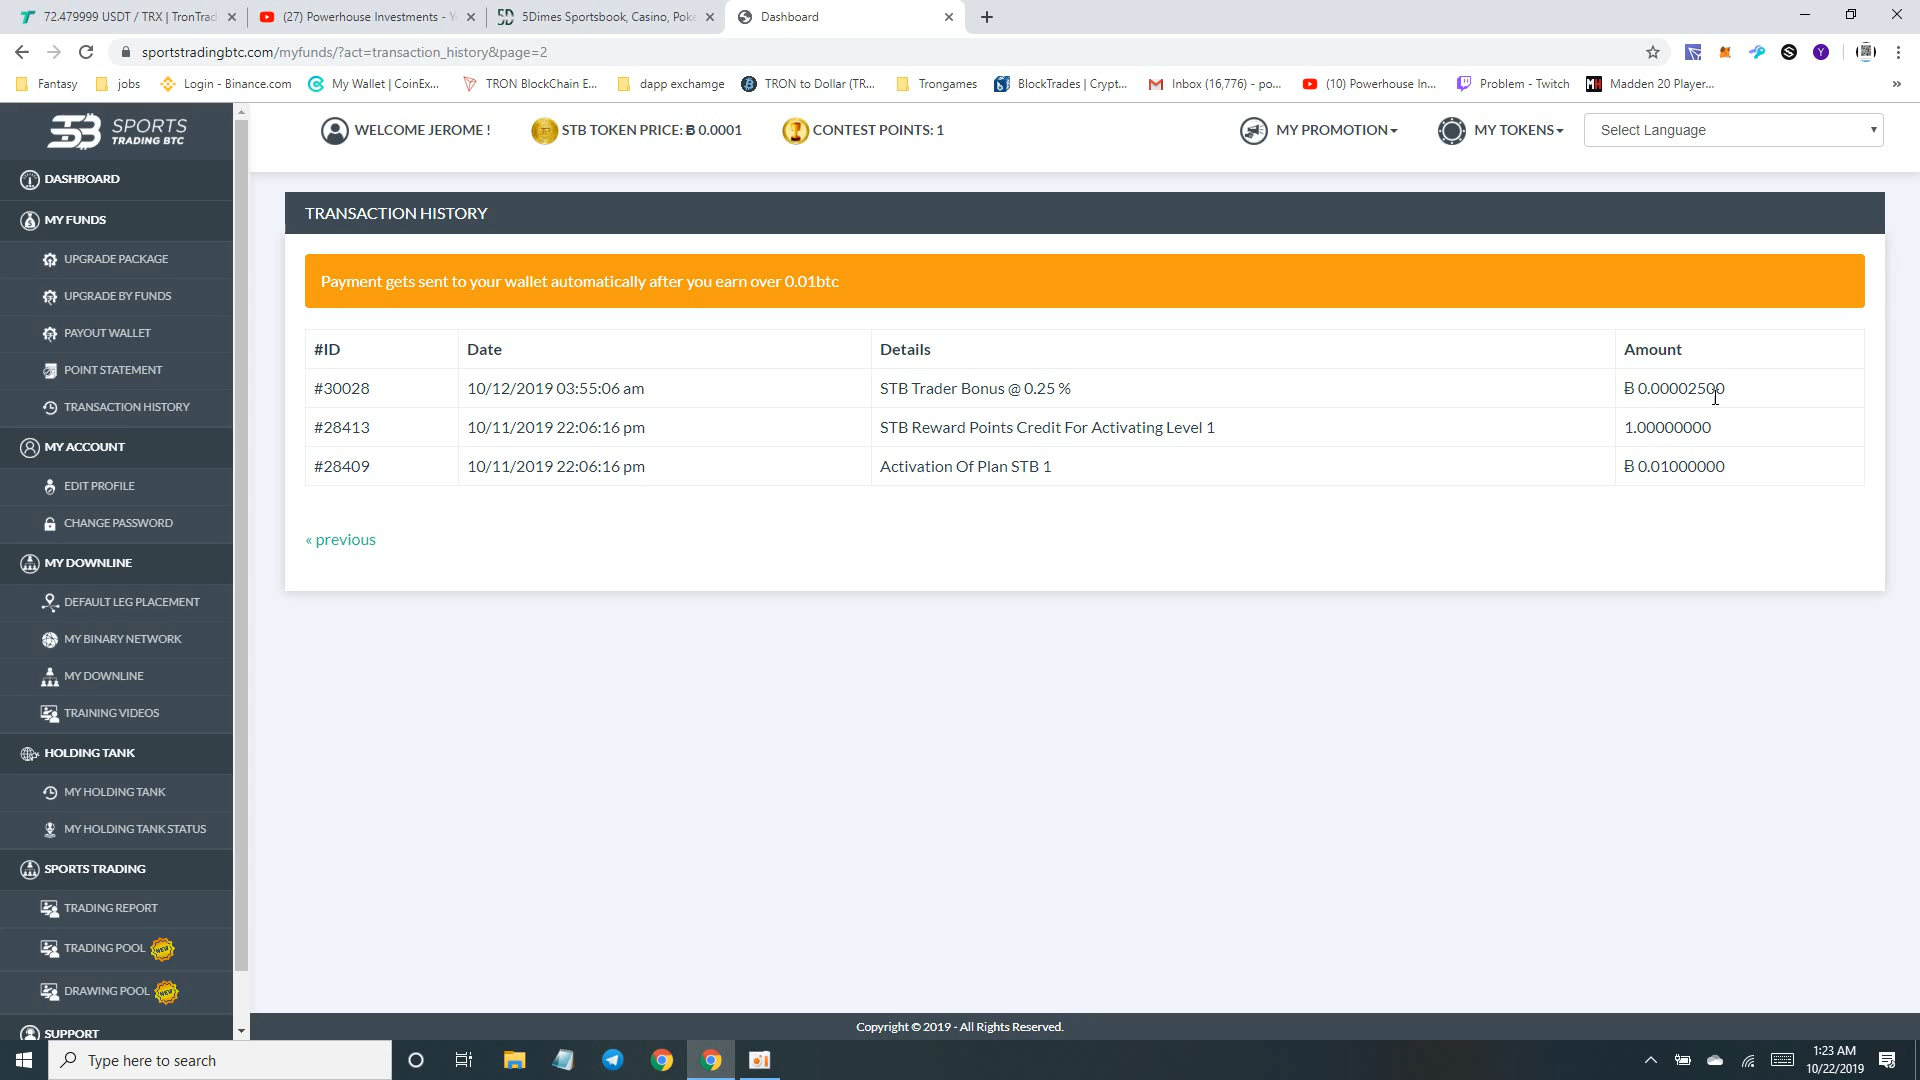 72.479999 USDT / TRX | TronTrad
(27) Powerhouse Investments - Y
5Dimes Sportsbook, Casino, Poke
Dashboard
sportstradingbtc.com/myfunds/?act=transaction_history&page=2
Fantasy
jobs
Login - Binance.com
My Wallet | CoinEx...
TRON BlockChain E...
dapp exchamge
TRON to Dollar (TR...
Trongames
BlockTrades | Crypt...
Inbox (16,776) - po...
(10) Powerhouse In...
Problem - Twitch
Madden 20 Player...
SPORTS
TRADING BTC
WELCOME JEROME !
STB TOKEN PRICE: Ƀ 0.0001
CONTEST POINTS: 1
MY PROMOTION
MY TOKENS
Select Language
DASHBOARD
MY FUNDS
UPGRADE PACKAGE
UPGRADE BY FUNDS
PAYOUT WALLET
POINT STATEMENT
TRANSACTION HISTORY
MY ACCOUNT
EDIT PROFILE
CHANGE PASSWORD
MY DOWNLINE
DEFAULT LEG PLACEMENT
MY BINARY NETWORK
MY DOWNLINE
TRAINING VIDEOS
HOLDING TANK
MY HOLDING TANK
MY HOLDING TANK STATUS
SPORTS TRADING
TRADING REPORT
TRADING POOL NEW
DRAWING POOL NEW
SUPPORT
TRANSACTION HISTORY
Payment gets sent to your wallet automatically after you earn over 0.01btc
#ID Date Details Amount
#30028 10/12/2019 03:55:06 am STB Trader Bonus @ 0.25 % Ƀ 0.00002500
#28413 10/11/2019 22:06:16 pm STB Reward Points Credit For Activating Level 1 1.00000000
#28409 10/11/2019 22:06:16 pm Activation Of Plan STB 1 Ƀ 0.01000000
« previous
Copyright © 2019 - All Rights Reserved.
Type here to search
1:23 AM
10/22/2019